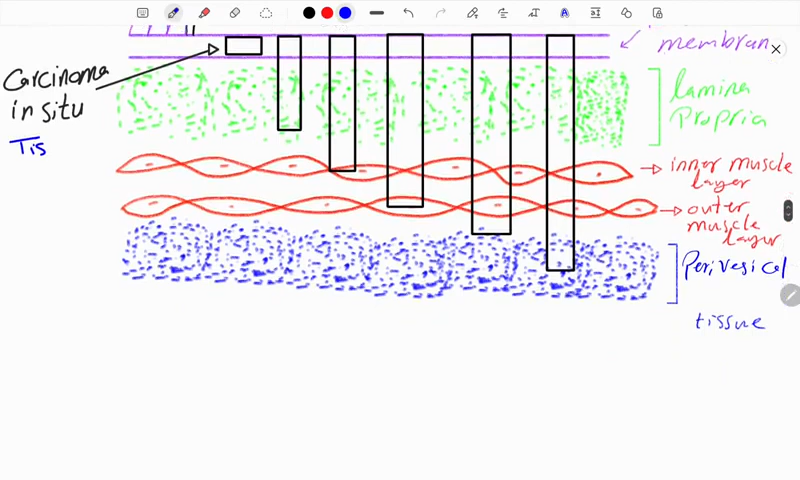 membran
Carcinoma
in situ
Tis
lamina
Propria
inner muscle
layer
outer
muscle
layer
Perivesical
tissue